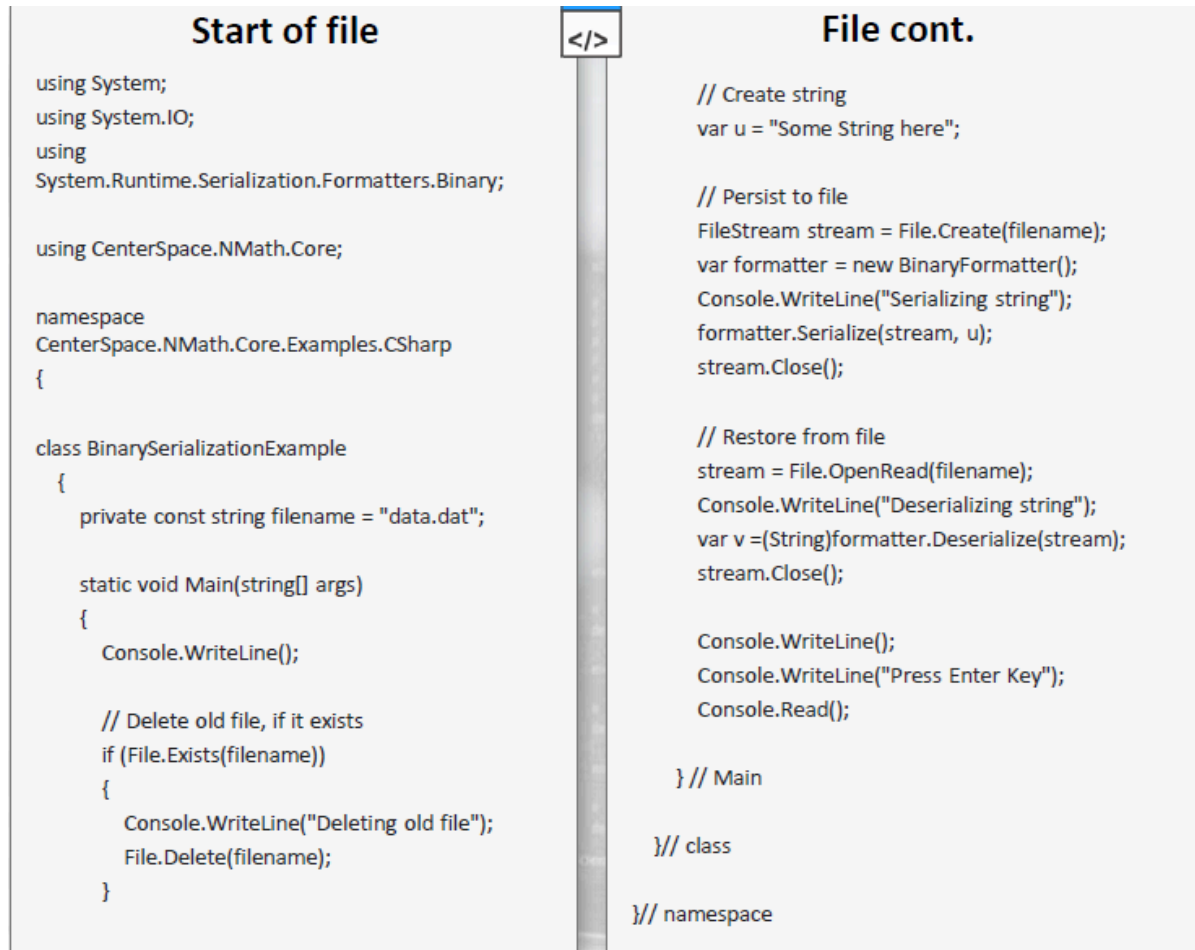 Start of file
using System;
using System.IO;
using
System.Runtime.Serialization.Formatters.Binary;
using CenterSpace.NMath.Core;
namespace
CenterSpace.NMath.Core.Examples.CSharp
{
class BinarySerializationExample
{
private const string filename = "data.dat";
static void Main(string[] args)
{
Console.WriteLine();
// Delete old file, if it exists
if (File.Exists(filename))
{
Console.WriteLine("Deleting old file");
File.Delete(filename);
}
</>
File cont.
// Create string
var u = "Some String here";
// Persist to file
FileStream stream = File.Create(filename);
var formatter = new BinaryFormatter();
Console.WriteLine("Serializing string");
formatter.Serialize(stream, u);
stream.Close();
// Restore from file
stream = File.OpenRead(filename);
Console.WriteLine("Deserializing string");
var v =(String)formatter.Deserialize(stream);
stream.Close();
Console.WriteLine();
Console.WriteLine("Press Enter Key");
Console.Read();
} // Main
}// class
}// namespace